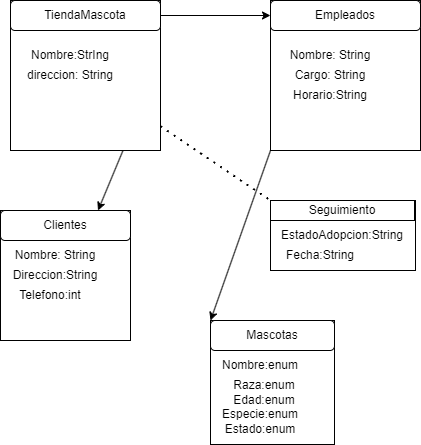 TiendaMascota
Nombre:StrIng
direccion: String
Empleados
Nombre: String
Cargo: String
Horario:String
Clientes
Nombre: String
Direccion:String
Telefono:int
Seguimiento
EstadoAdopcion:String
Fecha:String
Mascotas
Nombre:enum
Raza:enum
Edad:enum
Especie:enum
Estado:enum